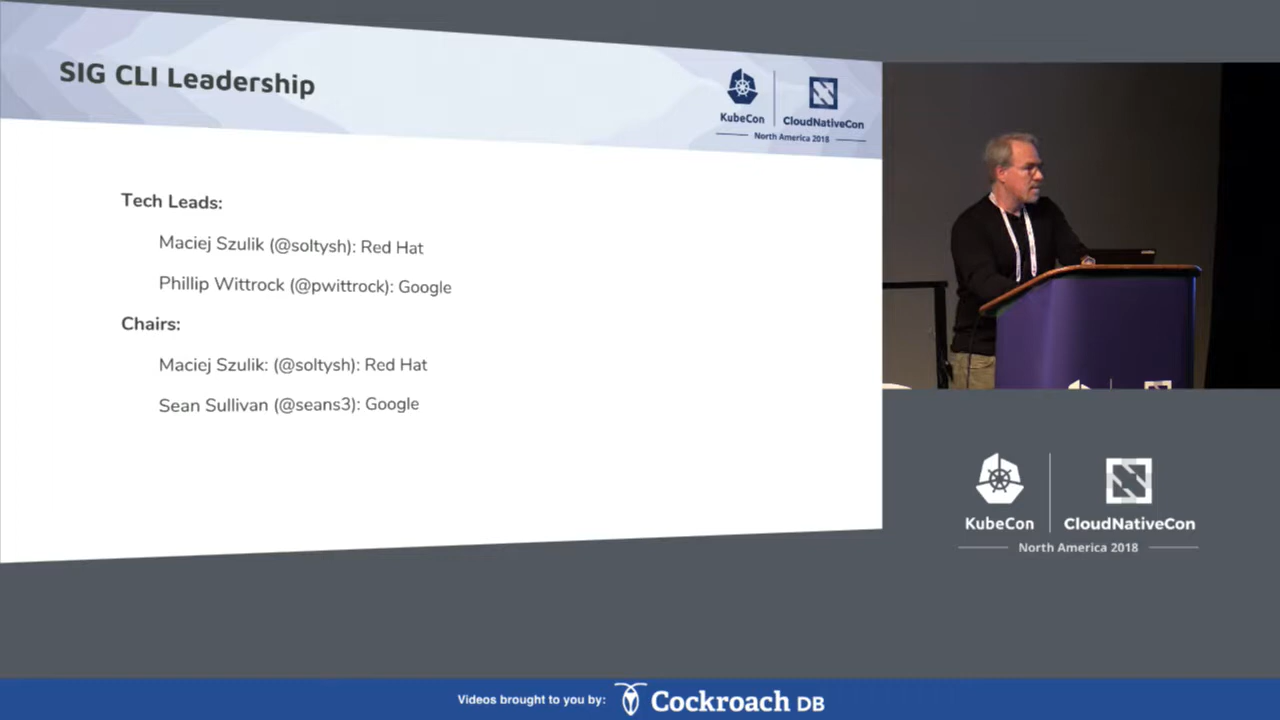 SIG CLI Leadership
KubeCon
CloudNativeCon
North America 2018
Tech Leads:
Maciej Szulik (@soltysh): Red Hat
Phillip Wittrock (@pwittrock): Google
Chairs:
Maciej Szulik: (@soltysh): Red Hat
Sean Sullivan (@seans3): Google
KubeCon
CloudNativeCon
North America 2018
Videos brought to you by:
Cockroach DB